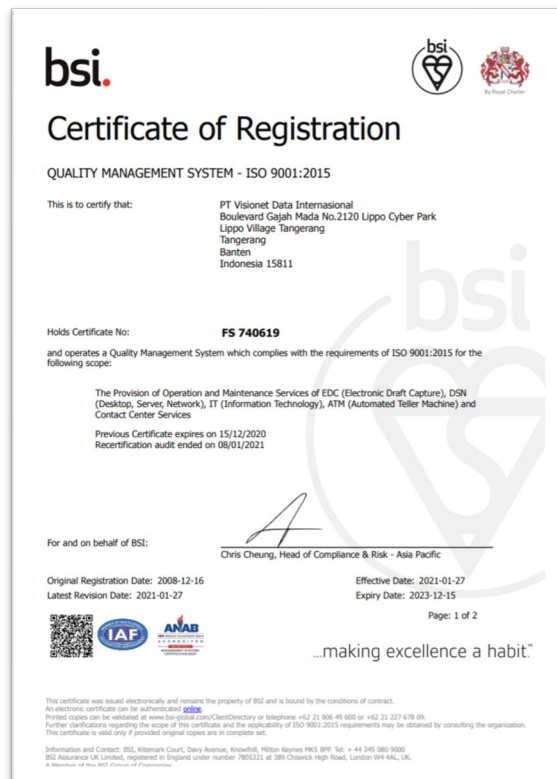 bsi.
bsi
By Royal Charter
Certificate of Registration
QUALITY MANAGEMENT SYSTEM - ISO 9001:2015
This is to certify that:
PT Visionet Data Internasional
Boulevard Gajah Mada No.2120 Lippo Cyber Park
Lippo Village Tangerang
Tangerang
Banten
Indonesia 15811
bsi
Holds Certificate No:
FS 740619
and operates a Quality Management System which complies with the requirements of ISO 9001:2015 for the
following scope:
The Provision of Operation and Maintenance Services of EDC (Electronic Draft Capture), DSN
(Desktop, Server, Network), IT (Information Technology), ATM (Automated Teller Machine) and
Contact Center Services
Previous Certificate expires on 15/12/2020
Recertification audit ended on 08/01/2021
For and on behalf of BSI:
Chris Cheung, Head of Compliance & Risk - Asia Pacific
Original Registration Date: 2008-12-16
Effective Date: 2021-01-27
Latest Revision Date: 2021-01-27
Expiry Date: 2023-12-15
Page: 1 of 2
IAF
ANAB
ACCREDITED
MANAGEMENT SYSTEMS
CERTIFICATION BODY
...making excellence a habit.™
This certificate was issued electronically and remains the property of BSI and is bound by the conditions of contract.
An electronic certificate can be authenticated online.
Printed copies can be validated at www.bsi-global.com/ClientDirectory or telephone +62 21 806 49 600 or +62 21 227 678 09.
Further clarifications regarding the scope of this certificate and the applicability of ISO 9001:2015 requirements may be obtained by consulting the organization.
This certificate is valid only if provided original copies are in complete set.
Information and Contact: BSI, Kitemark Court, Davy Avenue, Knowlhill, Milton Keynes MK5 8PP. Tel: + 44 345 080 9000
BSI Assurance UK Limited, registered in England under number 7805321 at 389 Chiswick High Road, London W4 4AL, UK.
A Member of the BSI Group of Companies